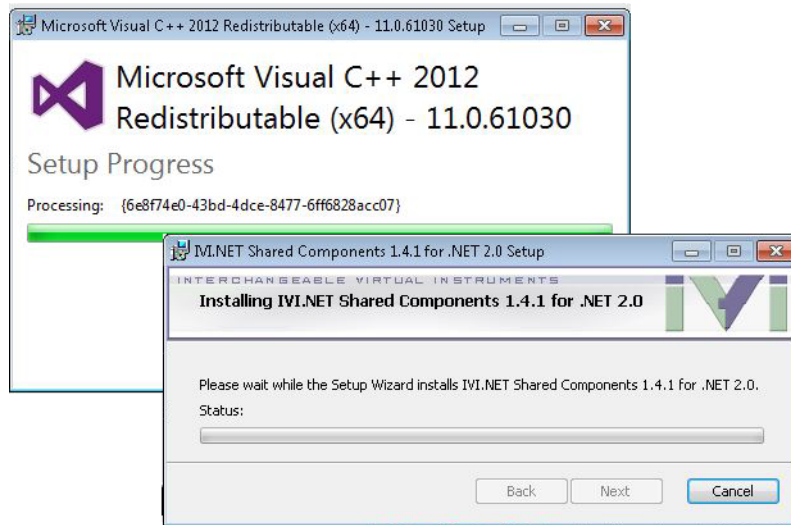 Microsoft Visual C++ 2012 Redistributable (x64) - 11.0.61030 Setup
Microsoft Visual C++ 2012
Redistributable (x64) - 11.0.61030
Setup Progress
Processing: {6e8f74e0-43bd-4dce-8477-6ff6828acc07}
IVI.NET Shared Components 1.4.1 for .NET 2.0 Setup
INTERCHANGEABLE VIRTUAL INSTRUMENTS
Installing IVI.NET Shared Components 1.4.1 for .NET 2.0
IVI
Please wait while the Setup Wizard installs IVI.NET Shared Components 1.4.1 for .NET 2.0.
Status:
Back Next Cancel